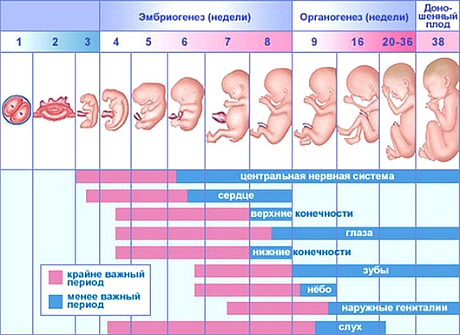 Эмбриогенез (недели)
Органогенез (недели)
Доно-
шенный
плод
1 2 3 4 5 6 7 8 9 16 20-36 38
центральная нервная система
сердце
верхние конечности
глаза
нижние конечности
зубы
нёбо
наружные гениталии
слух
крайне важный
период
менее важный
период